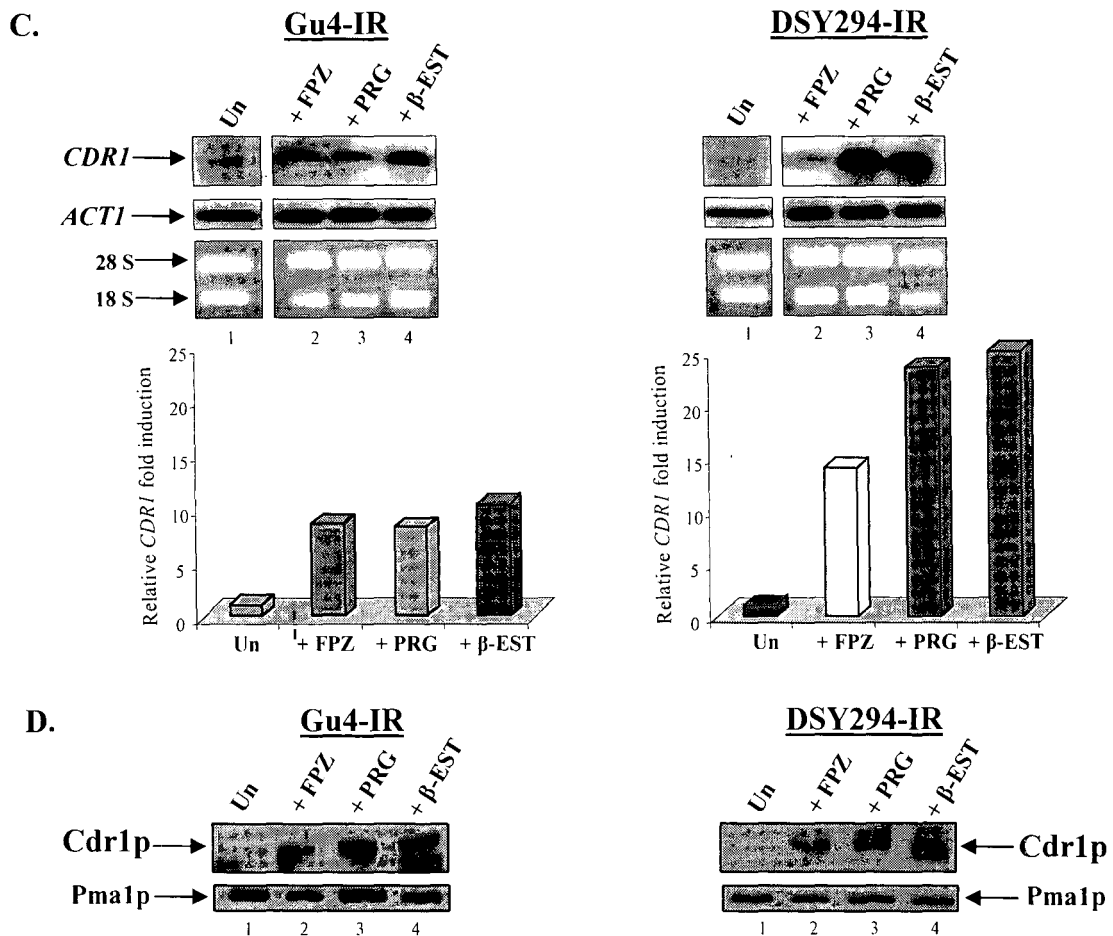 C.
Gu4-IR
Un
+ FPZ
+ PRG
+ β-EST
CDR1
ACT1
28 S
18 S
1 2 3 4
Relative CDR1 fold induction
25
20
15
10
5
0
Un + FPZ + PRG + β-EST
DSY294-IR
Un
+ FPZ
+ PRG
+ β-EST
1 2 3 4
Relative CDR1 fold induction
25
20
15
10
5
0
Un + FPZ + PRG + β-EST
D.
Gu4-IR
Un
+ FPZ
+ PRG
+ β-EST
Cdr1p
Pma1p
1 2 3 4
DSY294-IR
Un
+ FPZ
+ PRG
+ β-EST
Cdr1p
Pma1p
1 2 3 4